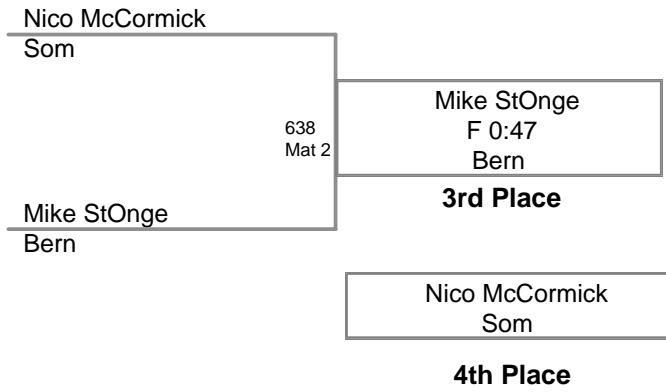 Nico McCormick
Som
638
Mat 2
Mike StOnge
F 0:47
Bern
3rd Place
Mike StOnge
Bern
Nico McCormick
Som
4th Place